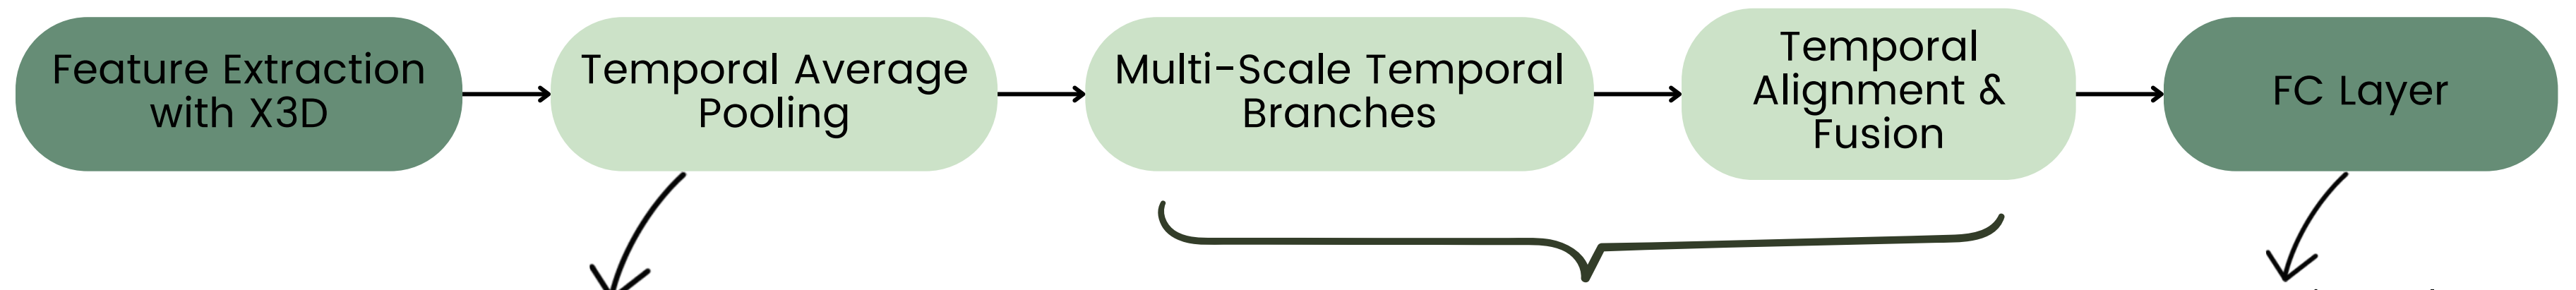 Feature Extraction
with X3D
Temporal Average
Pooling
Multi-Scale Temporal
Branches
Temporal
Alignment &
Fusion
FC Layer